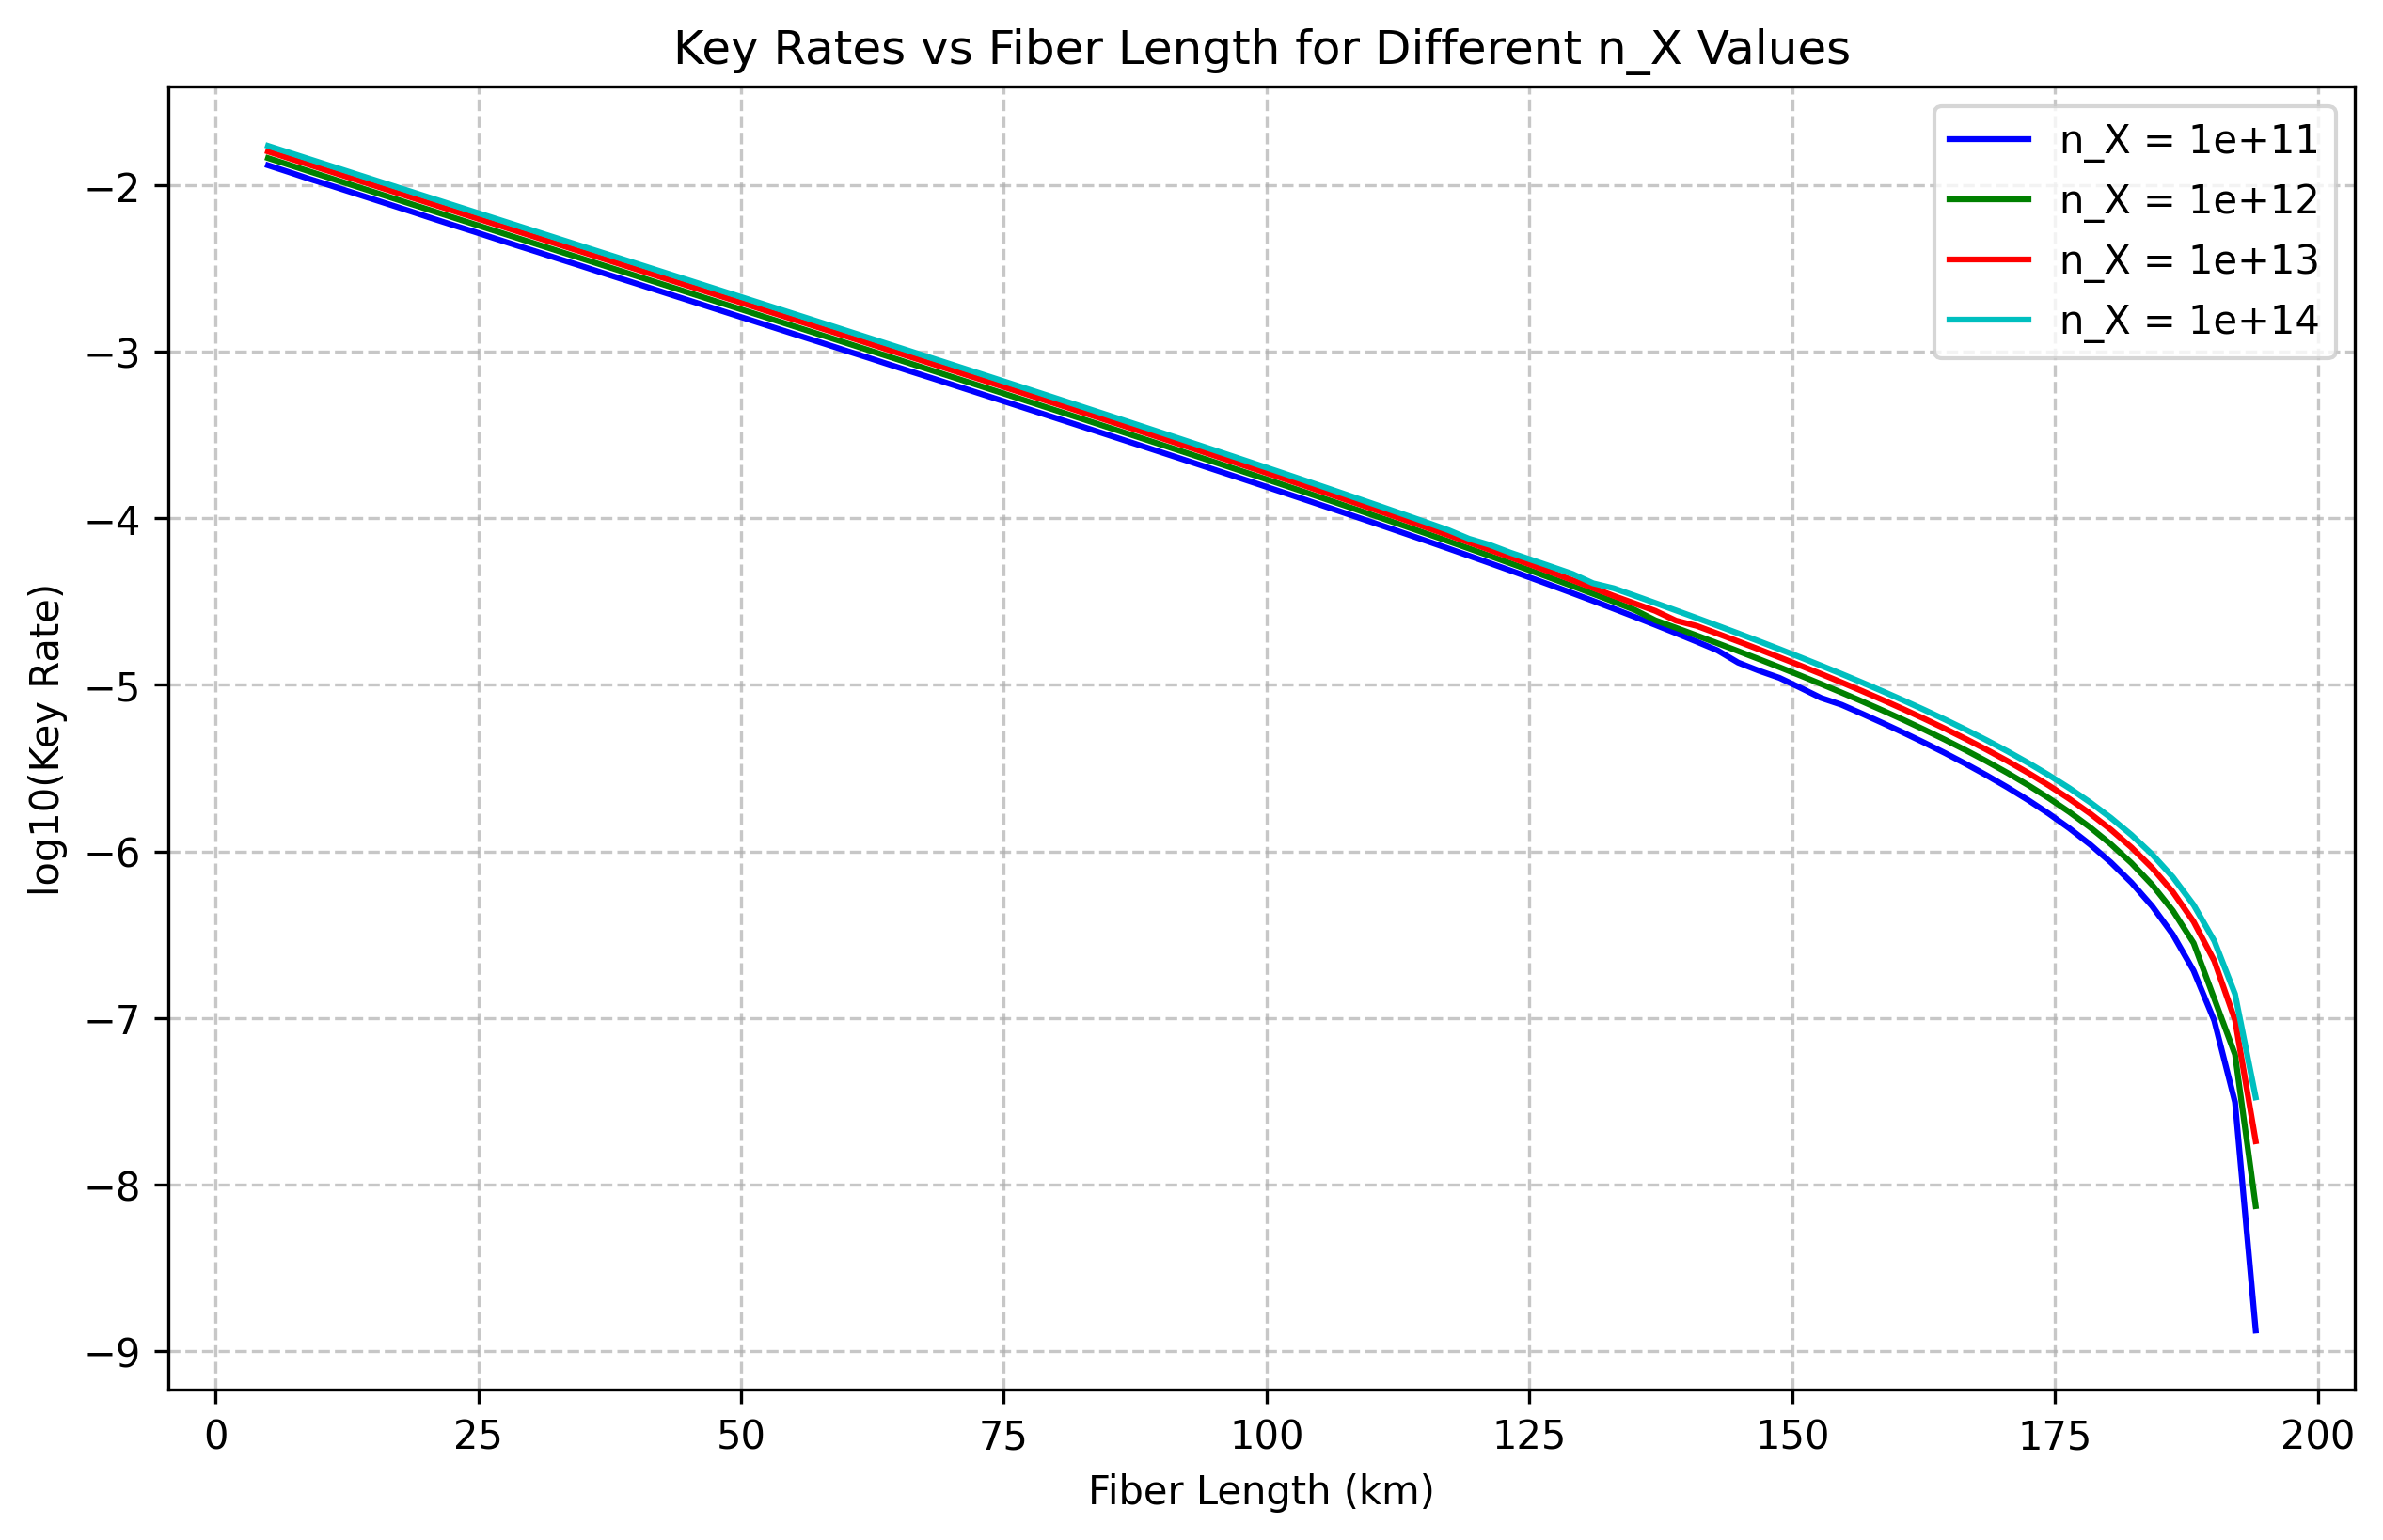 Key Rates vs Fiber Length for Different n_X Values
n_X = 1e+11
n_X = 1e+12
n_X = 1e+13
n_X = 1e+14
log10(Key Rate)
−2
−3
−4
−5
−6
−7
−8
−9
0 25 50 75 100 125 150 175 200
Fiber Length (km)